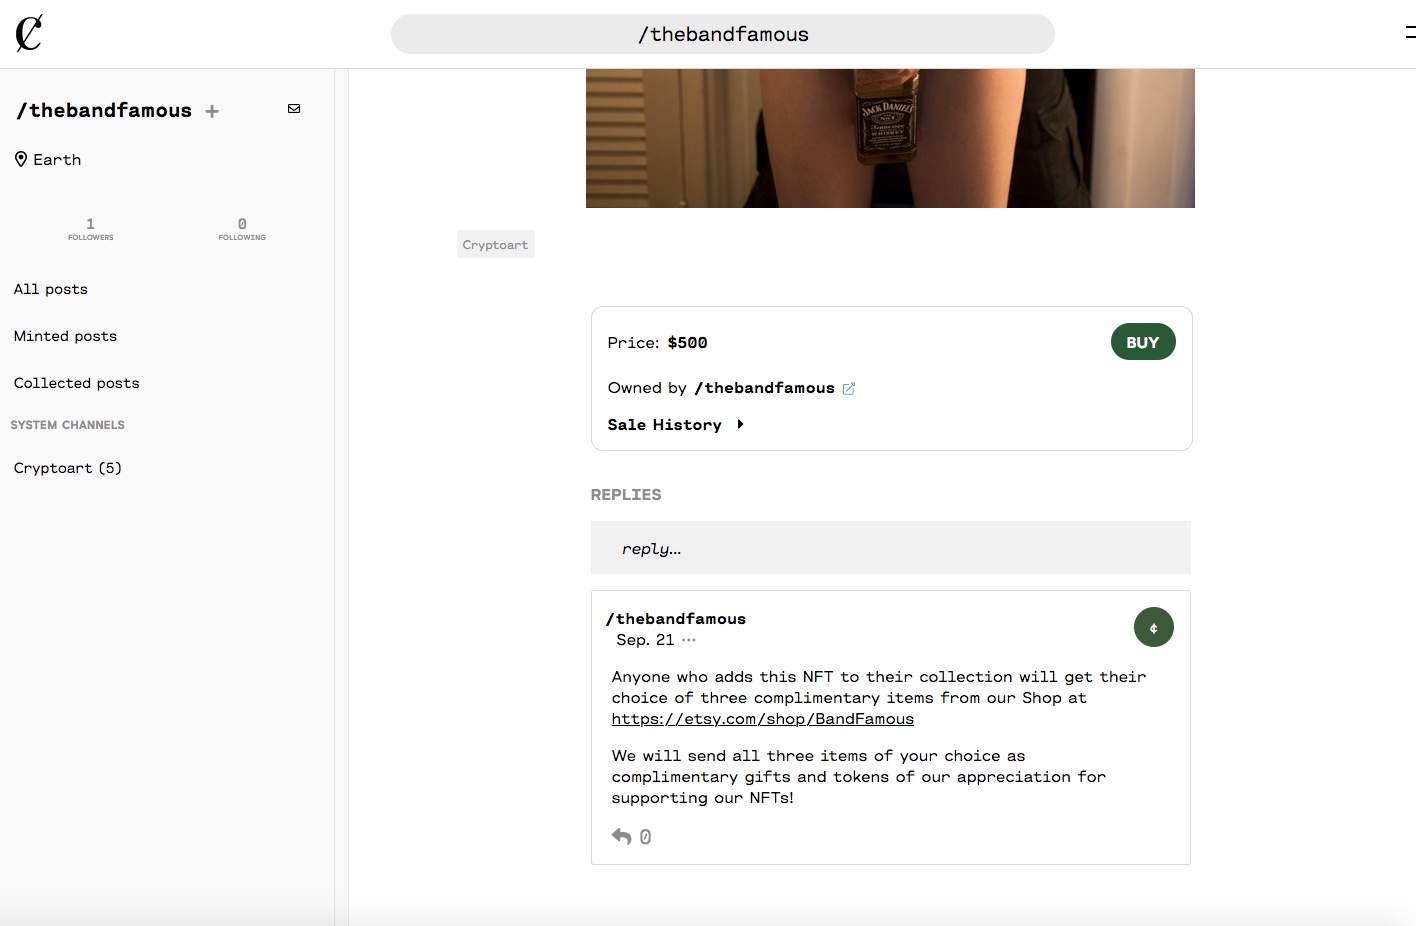 /thebandfamous
/thebandfamous +
Earth
1
FOLLOWERS
0
FOLLOWING
All posts
Minted posts
Collected posts
SYSTEM CHANNELS
Cryptoart (5)
JACK DANIEL'S
Tennessee
WHISKEY
Cryptoart
Price: $500
BUY
Owned by /thebandfamous
Sale History
REPLIES
reply...
/thebandfamous
Sep. 21 ...
¢
Anyone who adds this NFT to their collection will get their
choice of three complimentary items from our Shop at
https://etsy.com/shop/BandFamous
We will send all three items of your choice as
complimentary gifts and tokens of our appreciation for
supporting our NFTs!
0